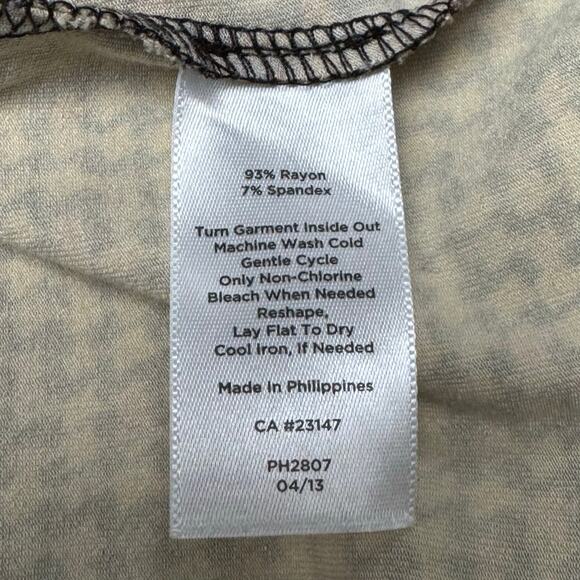 93% Rayon
7% Spandex
Turn Garment Inside Out
Machine Wash Cold
Gentle Cycle
Only Non-Chlorine
Bleach When Needed
Reshape,
Lay Flat To Dry
Cool Iron, If Needed
Made In Philippines
CA #23147
PH2807
04/13